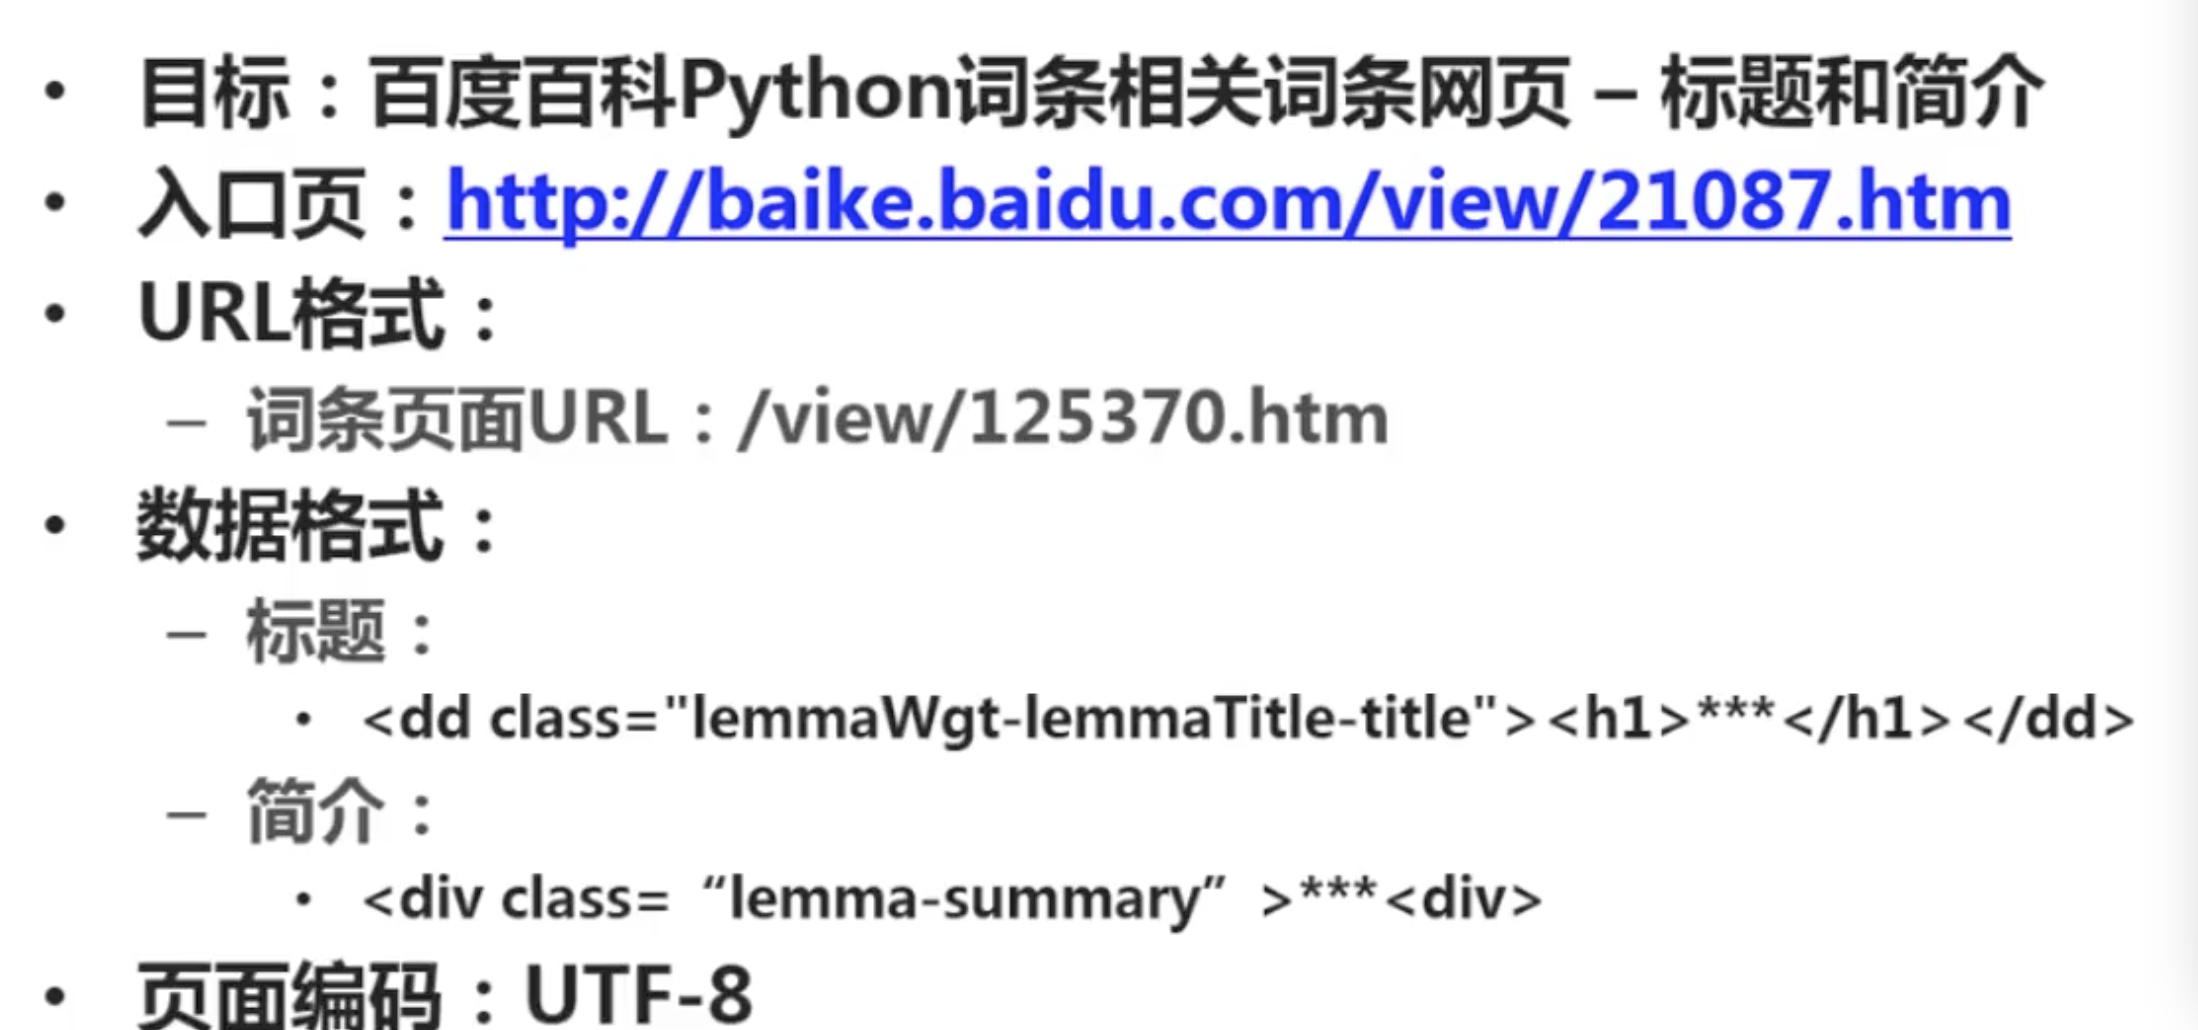 • 目标：百度百科Python词条相关词条网页 – 标题和简介
• 入口页：http://baike.baidu.com/view/21087.htm
• URL格式：
– 词条页面URL：/view/125370.htm
• 数据格式：
– 标题：
• <dd class="lemmaWgt-lemmaTitle-title"><h1>***</h1></dd>
– 简介：
• <div class= “lemma-summary” >***<div>
• 页面编码：UTF-8